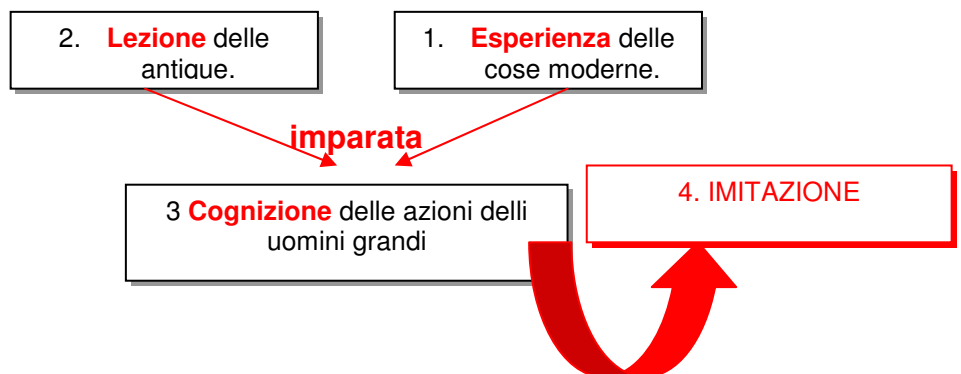 2. Lezione delle
antique.
1. Esperienza delle
cose moderne.
imparata
3 Cognizione delle azioni delli
uomini grandi
4. IMITAZIONE